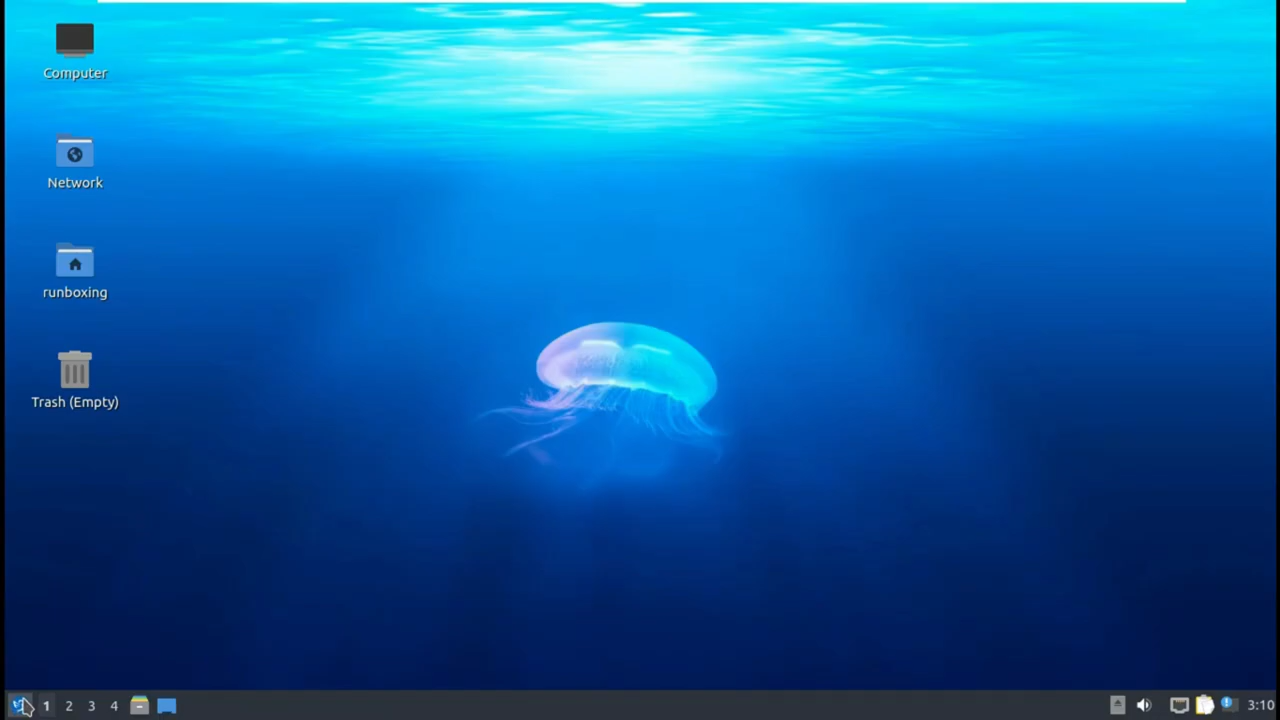 Computer
Network
runboxing
Trash (Empty)
1 2 3 4
3:10